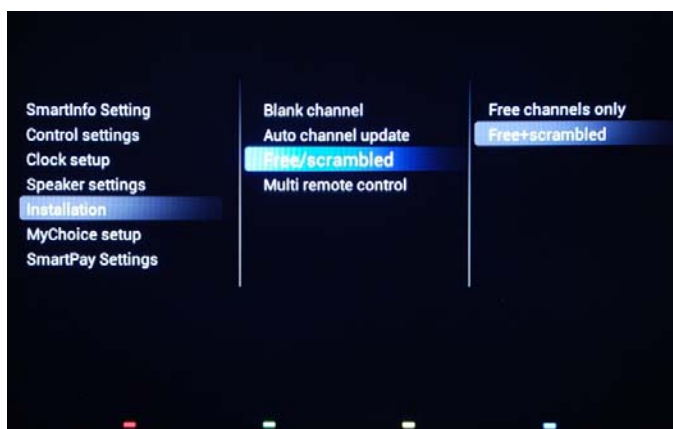 SmartInfo Setting
Control settings
Clock setup
Speaker settings
Installation
MyChoice setup
SmartPay Settings
Blank channel
Auto channel update
Free/scrambled
Multi remote control
Free channels only
Free+scrambled